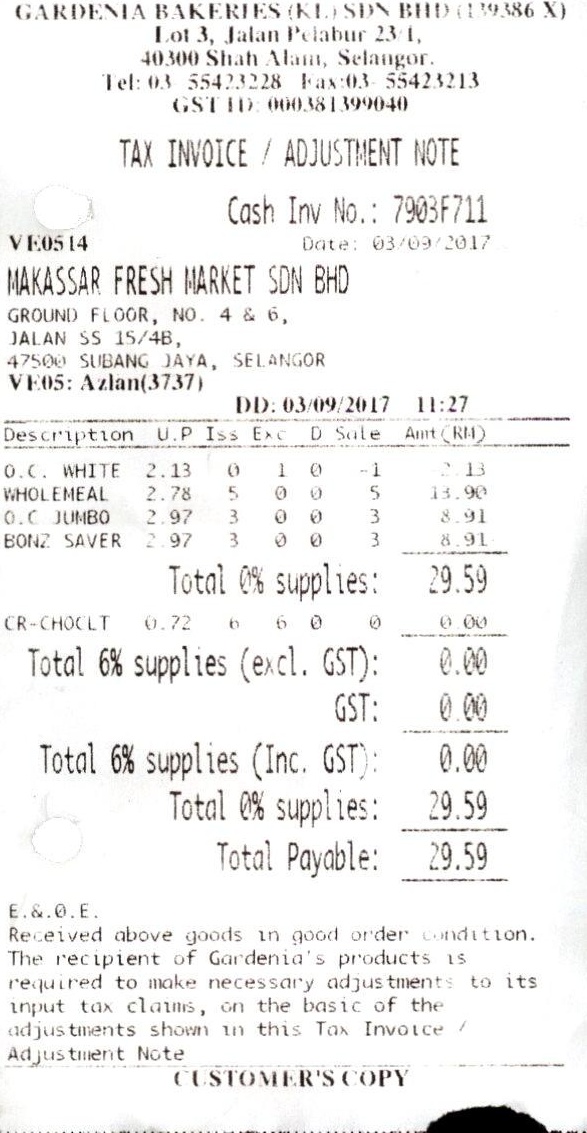 GARDENIA BAKERIES (KL) SDN BHD (139386 X)
Lot 3, Jalan Pelabur 23/1,
40300 Shah Alam, Selangor.
Tel: 03- 55423228 Fax:03- 55423213
GST ID: 000381399040
TAX INVOICE / ADJUSTMENT NOTE
Cash Inv No.: 7903F711
VE0514 Date: 03/09/2017
MAKASSAR FRESH MARKET SDN BHD
GROUND FLOOR, NO. 4 & 6,
JALAN SS 15/4B,
47500 SUBANG JAYA, SELANGOR
VE05: Azlan(3737)
DD: 03/09/2017 11:27
Description U.P Iss Exc D Sale Amt(RM)
O.C. WHITE 2.13 0 1 0 -1 -2.13
WHOLEMEAL 2.78 5 0 0 5 13.90
O.C JUMBO 2.97 3 0 0 3 8.91
BONZ SAVER 2.97 3 0 0 3 8.91
Total 0% supplies: 29.59
CR-CHOCLT 0.72 6 6 0 0 0.00
Total 6% supplies (excl. GST): 0.00
GST: 0.00
Total 6% supplies (Inc. GST): 0.00
Total 0% supplies: 29.59
Total Payable: 29.59
E.&.O.E.
Received above goods in good order condition.
The recipient of Gardenia's products is
required to make necessary adjustments to its
input tax claims, on the basic of the
adjustments shown in this Tax Invoice /
Adjustment Note
CUSTOMER'S COPY